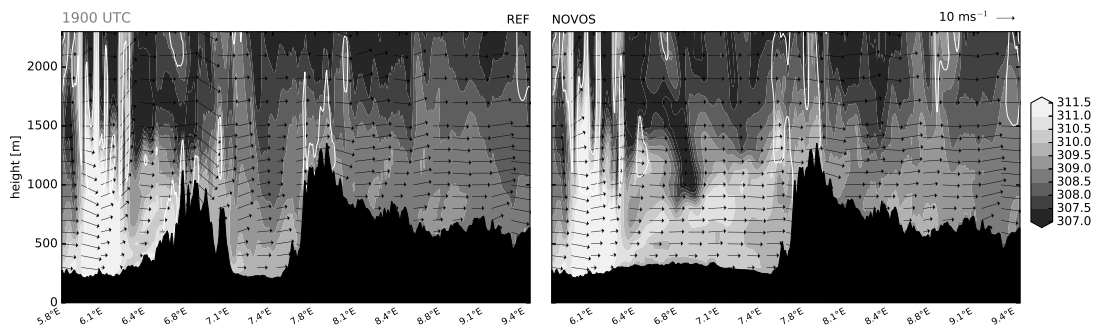 1900 UTC
REF
NOVOS
10 ms⁻¹
height [m]
2000
1500
1000
500
0
5.8°E 6.1°E 6.4°E 6.8°E 7.1°E 7.4°E 7.8°E 8.1°E 8.4°E 8.8°E 9.1°E 9.4°E
6.1°E 6.4°E 6.8°E 7.1°E 7.4°E 7.8°E 8.1°E 8.4°E 8.8°E 9.1°E 9.4°E
311.5
311.0
310.5
310.0
309.5
309.0
308.5
308.0
307.5
307.0